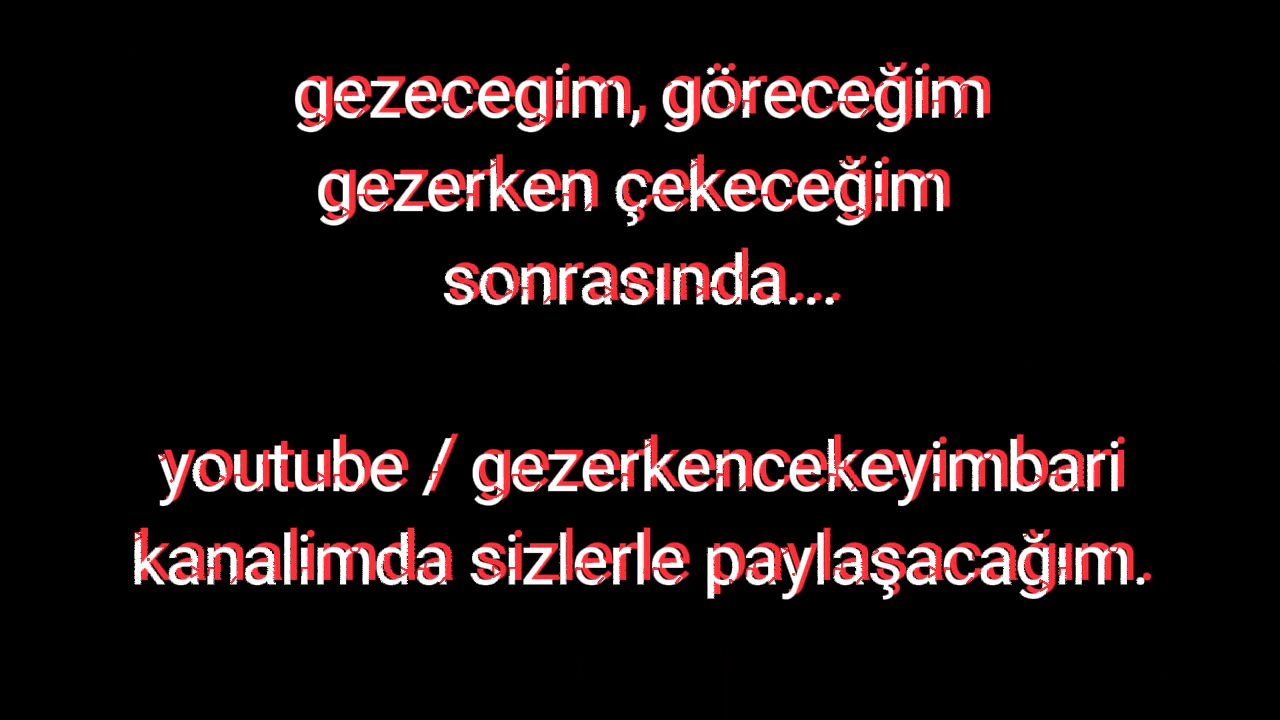 gezecegim, göreceğim
gezerken çekeceğim
sonrasında...
youtube / gezerkencekeyimbari
kanalimda sizlerle paylaşacağım.